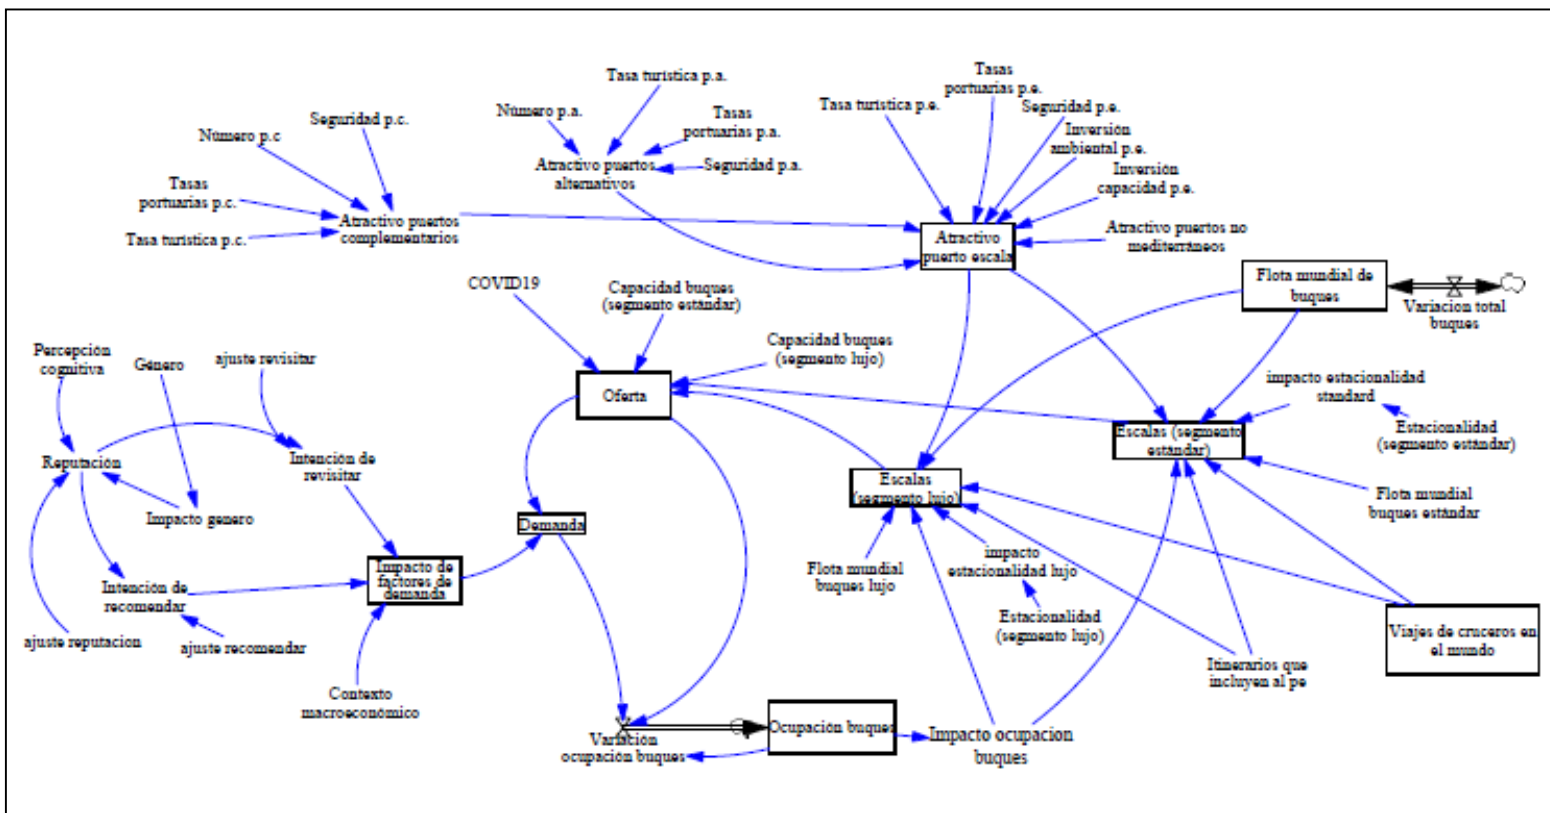 Tasa turística p.a.
Número p.a.
Tasas
portuarias p.a.
Seguridad p.a.
Atractivo puertos
alternativos
Seguridad p.c.
Número p.c
Tasas
portuarias p.c.
Tasa turística p.c.
Atractivo puertos
complementarios
Tasas
portuarias p.e.
Tasa turística p.e.
Seguridad p.e.
Inversión
ambiental p.e.
Inversión
capacidad p.e.
Atractivo puertos no
mediterráneos
Atractivo
puerto escala
Flota mundial de
buques
Variacion total
buques
COVID19
Capacidad buques
(segmento estándar)
Capacidad buques
(segmento lujo)
Oferta
Percepción
cognitiva
Género
ajuste revisitar
Reputación
Intención de
revisitar
Impacto genero
Intención de
recomendar
ajuste reputacion
ajuste recomendar
Impacto de
factores de
demanda
Contexto
macroeconómico
Demanda
impacto estacionalidad
standard
Estacionalidad
(segmento estándar)
Escalas (segmento
estándar)
Flota mundial
buques estándar
Escalas
(segmento lujo)
Flota mundial
buques lujo
impacto
estacionalidad lujo
Estacionalidad
(segmento lujo)
Itinerarios que
incluyen al pe
Viajes de cruceros en
el mundo
Variación
ocupación buques
Ocupación buques
Impacto ocupacion
buques